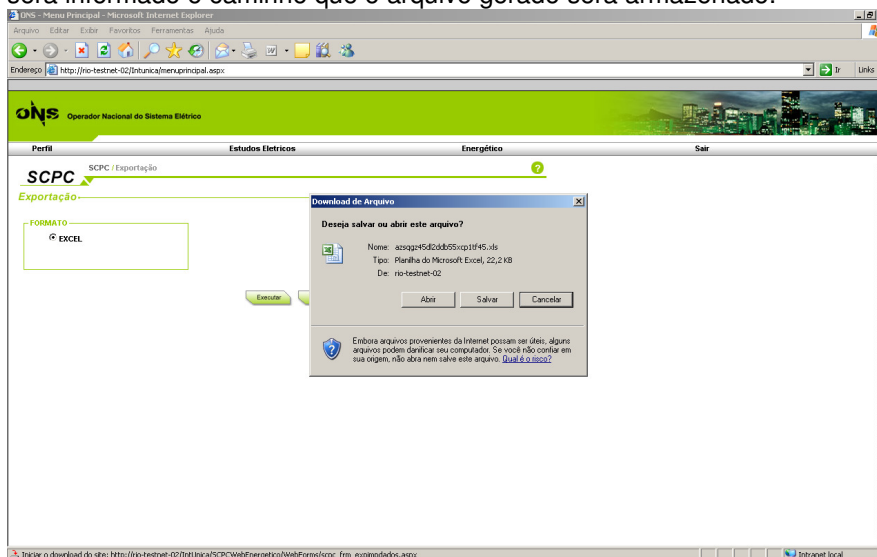 será informado o caminho que o arquivo gerado será armazenado.
ONS - Menu Principal - Microsoft Internet Explorer
Arquivo Editar Exibir Favoritos Ferramentas Ajuda
Endereço http://rio-testnet-02/Intunica/menuprincipal.aspx Ir Links
ONS Operador Nacional do Sistema Elétrico
Perfil Estudos Eletricos Energético Sair
SCPC SCPC / Exportação ?
Exportação
FORMATO
EXCEL
Executar
Download de Arquivo
Deseja salvar ou abrir este arquivo?
Nome: azsqgz45dl2ddb55xcp1tf45.xls
Tipo: Planilha do Microsoft Excel, 22,2 KB
De: rio-testnet-02
Abrir Salvar Cancelar
Embora arquivos provenientes da Internet possam ser úteis, alguns
arquivos podem danificar seu computador. Se você não confiar em
sua origem, não abra nem salve este arquivo. Qual é o risco?
Iniciar o download do site: http://rio-testnet-02/IntUnica/SCPCWebEnergetico/WebForms/scpc_frm_expimpdados.aspx Intranet local